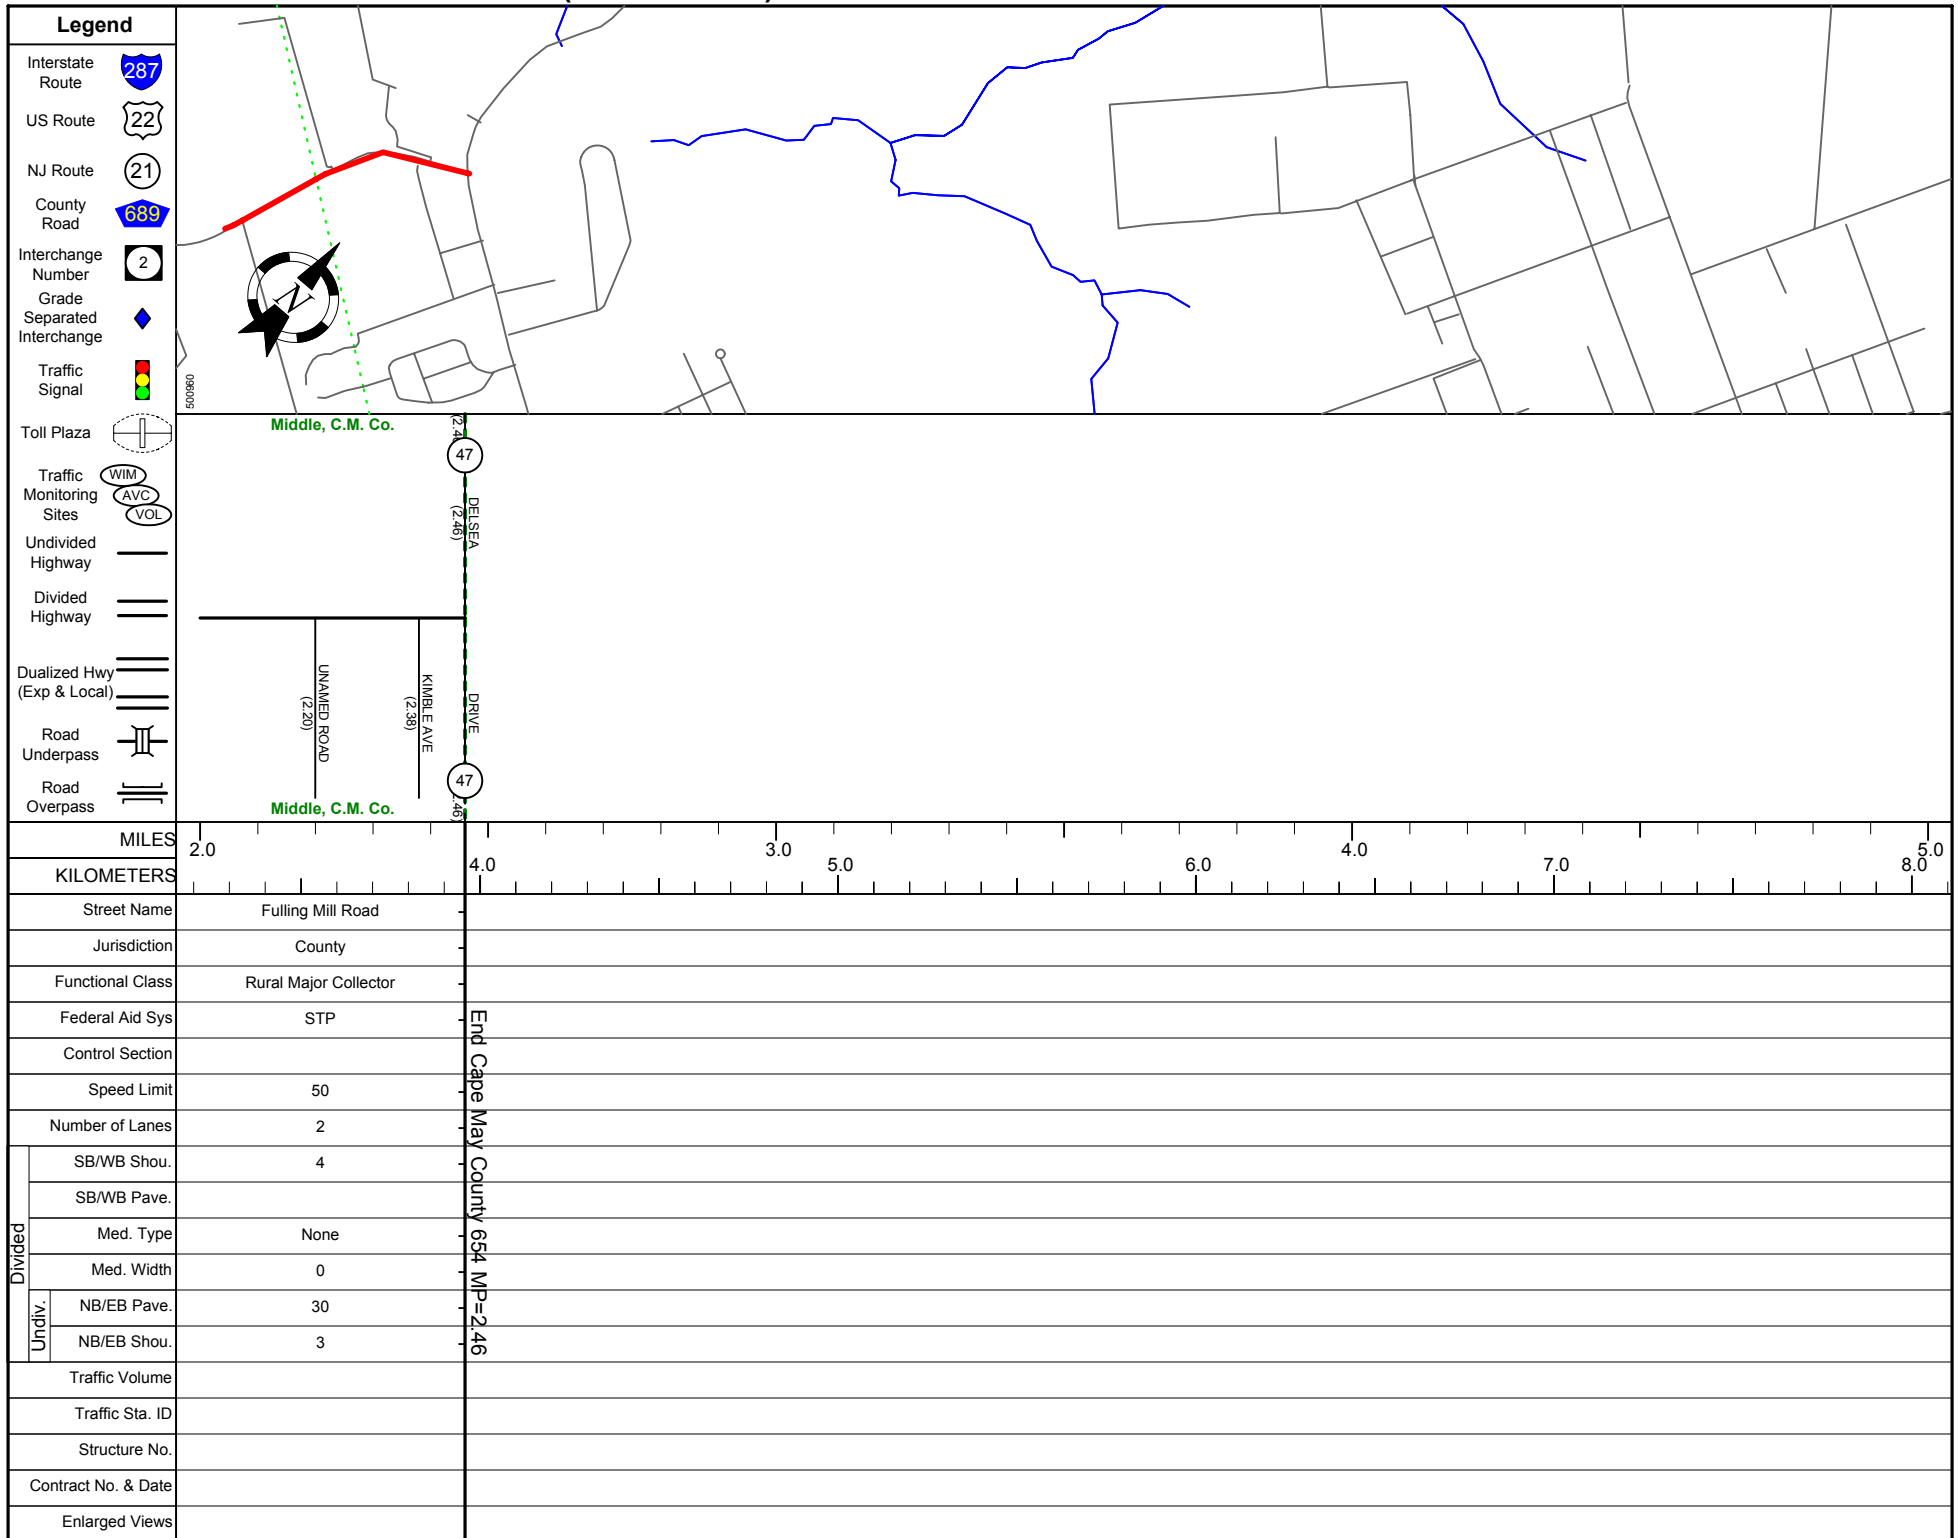 Legend
Interstate
Route
287
US Route
22
NJ Route
21
County
Road
689
Interchange
Number
2
Grade
Separated
Interchange
Traffic
Signal
Toll Plaza
Traffic
Monitoring
Sites
WIM
AVC
VOL
Undivided
Highway
Divided
Highway
Dualized Hwy
(Exp & Local)
Road
Underpass
Road
Overpass
N
5000960
Middle, C.M. Co.
47
DELSEA
(2.46)
UNAMED ROAD
(2.20)
KIMBLE AVE
(2.38)
DRIVE
47
Middle, C.M. Co.
MILES
2.0 3.0 4.0 5.0
KILOMETERS
4.0 5.0 6.0 7.0 8.0
Street Name Fulling Mill Road
Jurisdiction County
Functional Class Rural Major Collector
Federal Aid Sys STP
Control Section
Speed Limit 50
Number of Lanes 2
SB/WB Shou. 4
SB/WB Pave.
Med. Type None
Med. Width 0
NB/EB Pave. 30
NB/EB Shou. 3
Divided
Undiv.
Traffic Volume
Traffic Sta. ID
Structure No.
Contract No. & Date
Enlarged Views
End Cape May County 654 MP=2.46